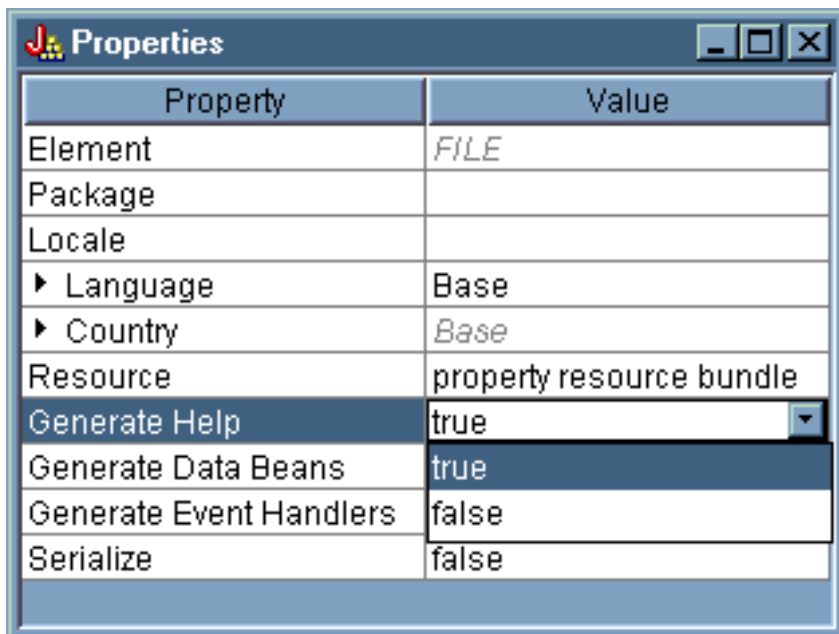 Properties
Property Value
Element FILE
Package
Locale
Language Base
Country Base
Resource property resource bundle
Generate Help true
Generate Data Beans true
Generate Event Handlers false
Serialize false